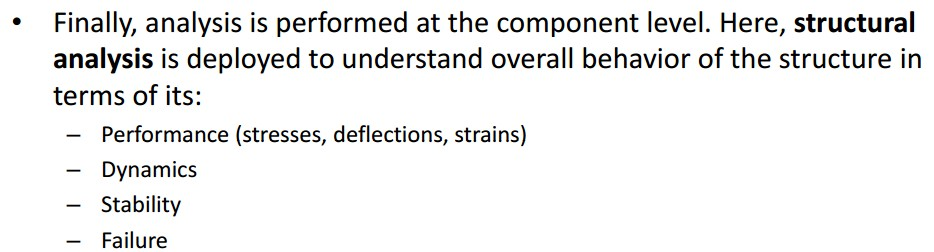 • Finally, analysis is performed at the component level. Here, structural
analysis is deployed to understand overall behavior of the structure in
terms of its:
– Performance (stresses, deflections, strains)
– Dynamics
– Stability
– Failure